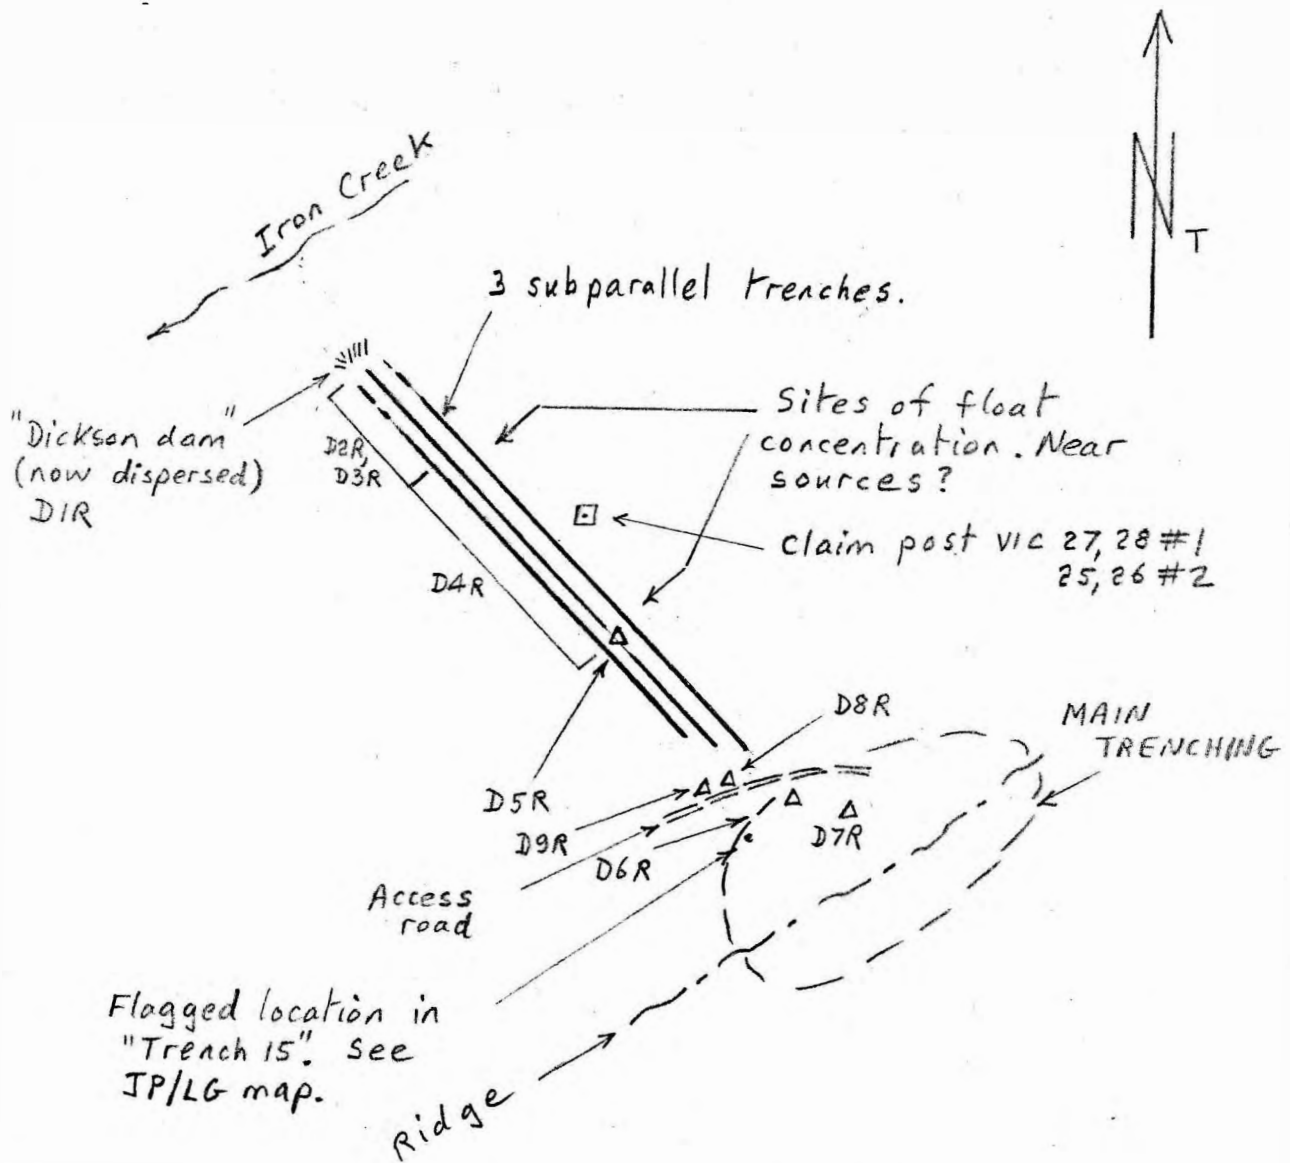 N
T
Iron Creek
3 subparallel trenches.
Sites of float
concentration. Near
sources?
"Dickson dam"
(now dispersed)
D1R
D2R,
D3R
claim post VIC 27, 28 #1
25, 26 #2
D4R
D8R
MAIN
TRENCHING
D5R
D9R
D6R
D7R
Access
road
Flagged location in
"Trench 15". See
JP/LG map.
Ridge